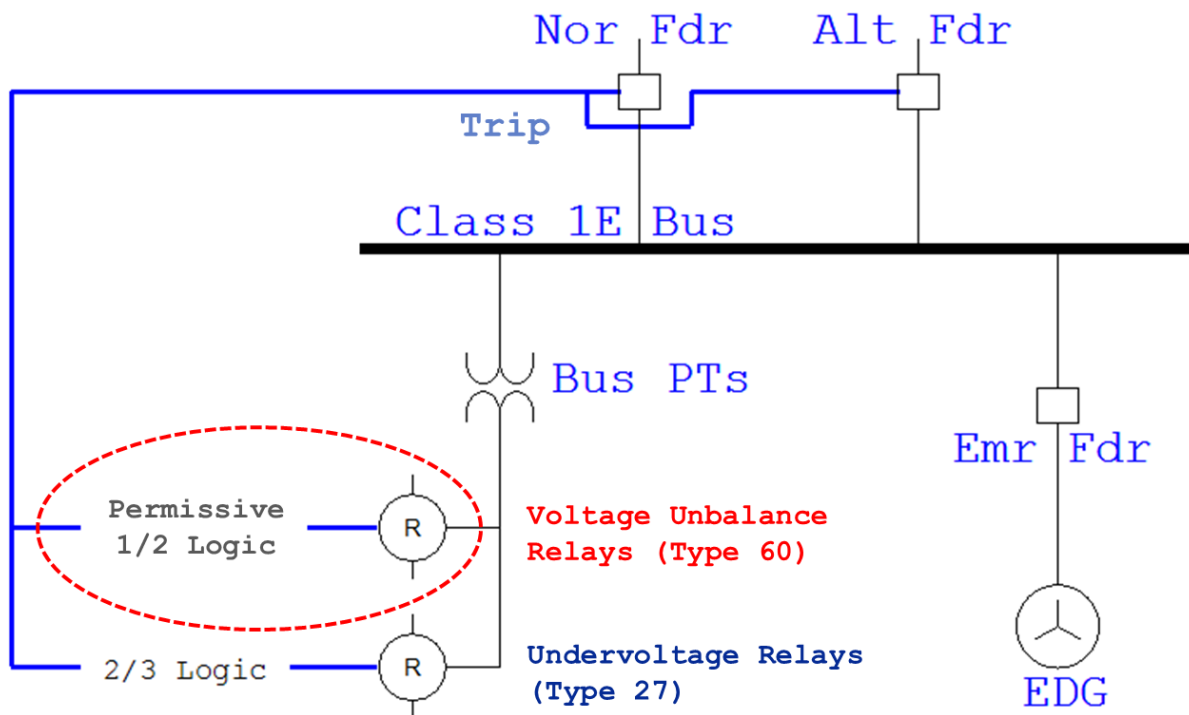 Nor Fdr
Alt Fdr
Trip
Class 1E Bus
Bus PTs
Emr Fdr
Permissive
1/2 Logic
R
Voltage Unbalance
Relays (Type 60)
2/3 Logic
R
Undervoltage Relays
(Type 27)
EDG